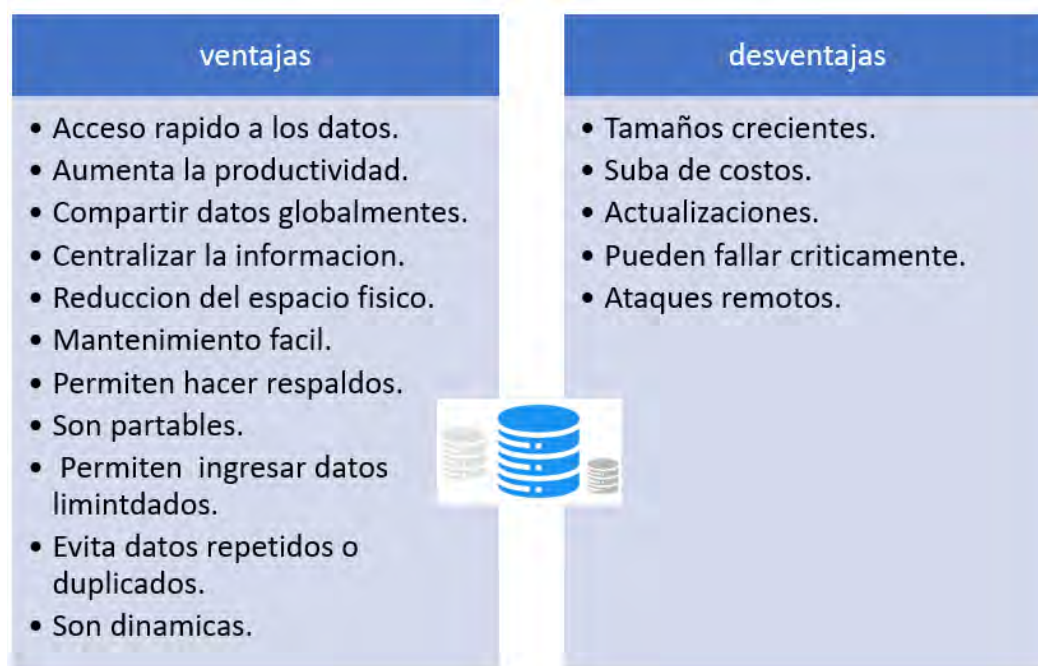 ventajas
• Acceso rapido a los datos.
• Aumenta la productividad.
• Compartir datos globalmentes.
• Centralizar la informacion.
• Reduccion del espacio fisico.
• Mantenimiento facil.
• Permiten hacer respaldos.
• Son partables.
• Permiten ingresar datos
limintdados.
• Evita datos repetidos o
duplicados.
• Son dinamicas.
desventajas
• Tamaños crecientes.
• Suba de costos.
• Actualizaciones.
• Pueden fallar criticamente.
• Ataques remotos.